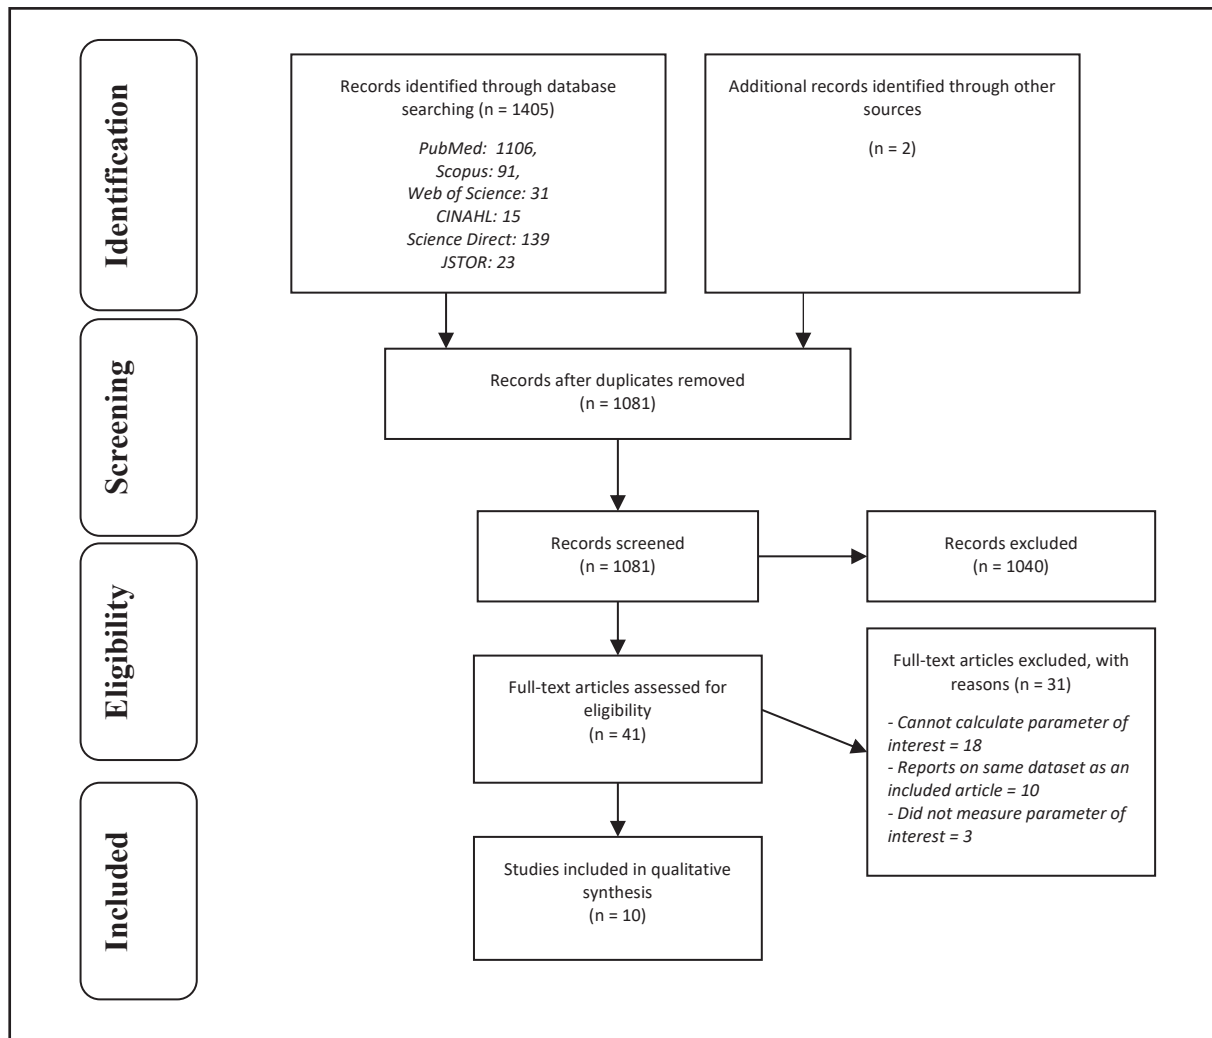 Identification
Records identified through database
searching (n = 1405)
PubMed:  1106,
Scopus: 91,
Web of Science: 31
CINAHL: 15
Science Direct: 139
JSTOR: 23
Additional records identified through other
sources
(n = 2)
Screening
Records after duplicates removed
(n = 1081)
Records screened
(n = 1081)
Records excluded
(n = 1040)
Eligibility
Full-text articles assessed for
eligibility
(n = 41)
Full-text articles excluded, with
reasons (n = 31)
- Cannot calculate parameter of
interest = 18
- Reports on same dataset as an
included article = 10
- Did not measure parameter of
interest = 3
Included
Studies included in qualitative
synthesis
(n = 10)